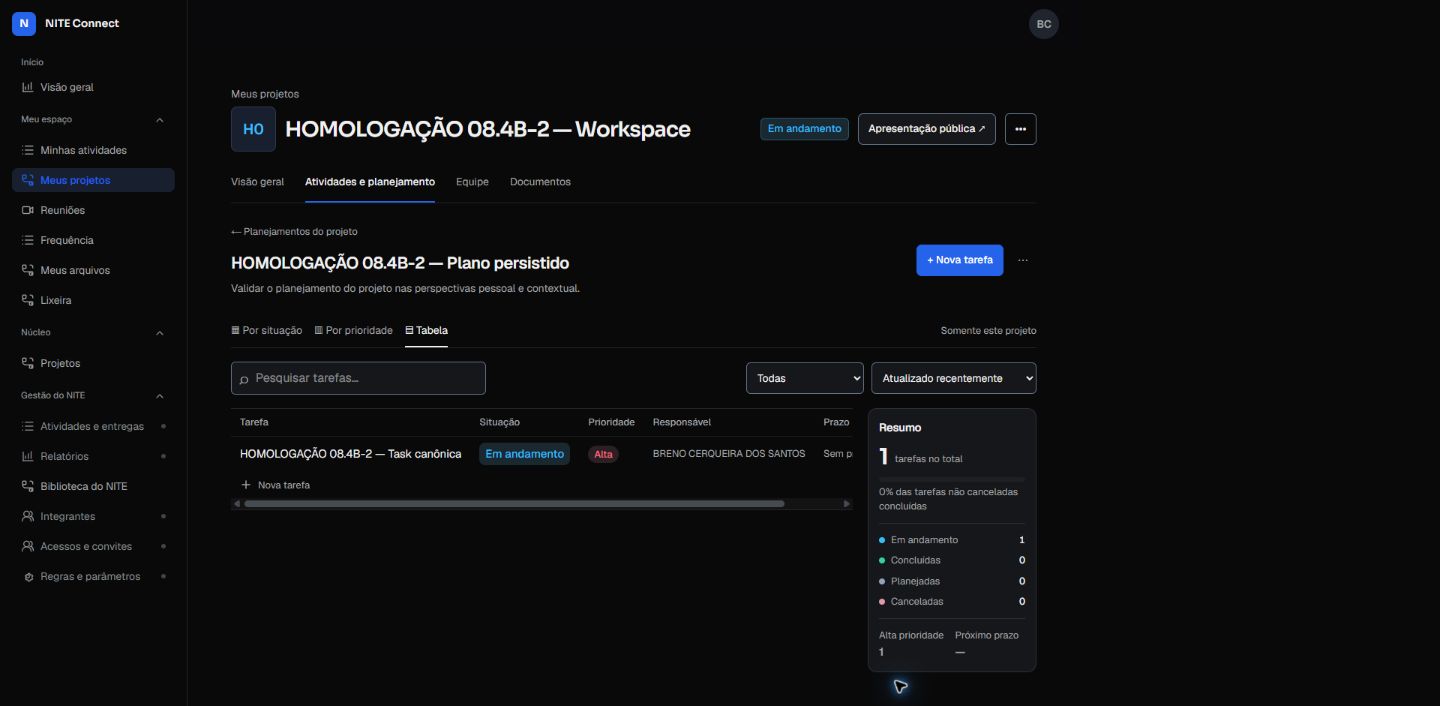 N NITE Connect
BC
Início
Visão geral
Meu espaço
Minhas atividades
Meus projetos
Reuniões
Frequência
Meus arquivos
Lixeira
Núcleo
Projetos
Gestão do NITE
Atividades e entregas
Relatórios
Biblioteca do NITE
Integrantes
Acessos e convites
Regras e parâmetros
Meus projetos
HO HOMOLOGAÇÃO 08.4B-2 — Workspace
Em andamento Apresentação pública ↗ •••
Visão geral Atividades e planejamento Equipe Documentos
← Planejamentos do projeto
HOMOLOGAÇÃO 08.4B-2 — Plano persistido
+ Nova tarefa ...
Validar o planejamento do projeto nas perspectivas pessoal e contextual.
Por situação Por prioridade Tabela Somente este projeto
Pesquisar tarefas... Todas Atualizado recentemente
Tarefa Situação Prioridade Responsável Prazo
HOMOLOGAÇÃO 08.4B-2 — Task canônica Em andamento Alta BRENO CERQUEIRA DOS SANTOS Sem p
+ Nova tarefa
Resumo
1 tarefas no total
0% das tarefas não canceladas
concluídas
Em andamento 1
Concluídas 0
Planejadas 0
Canceladas 0
Alta prioridade Próximo prazo
1 —